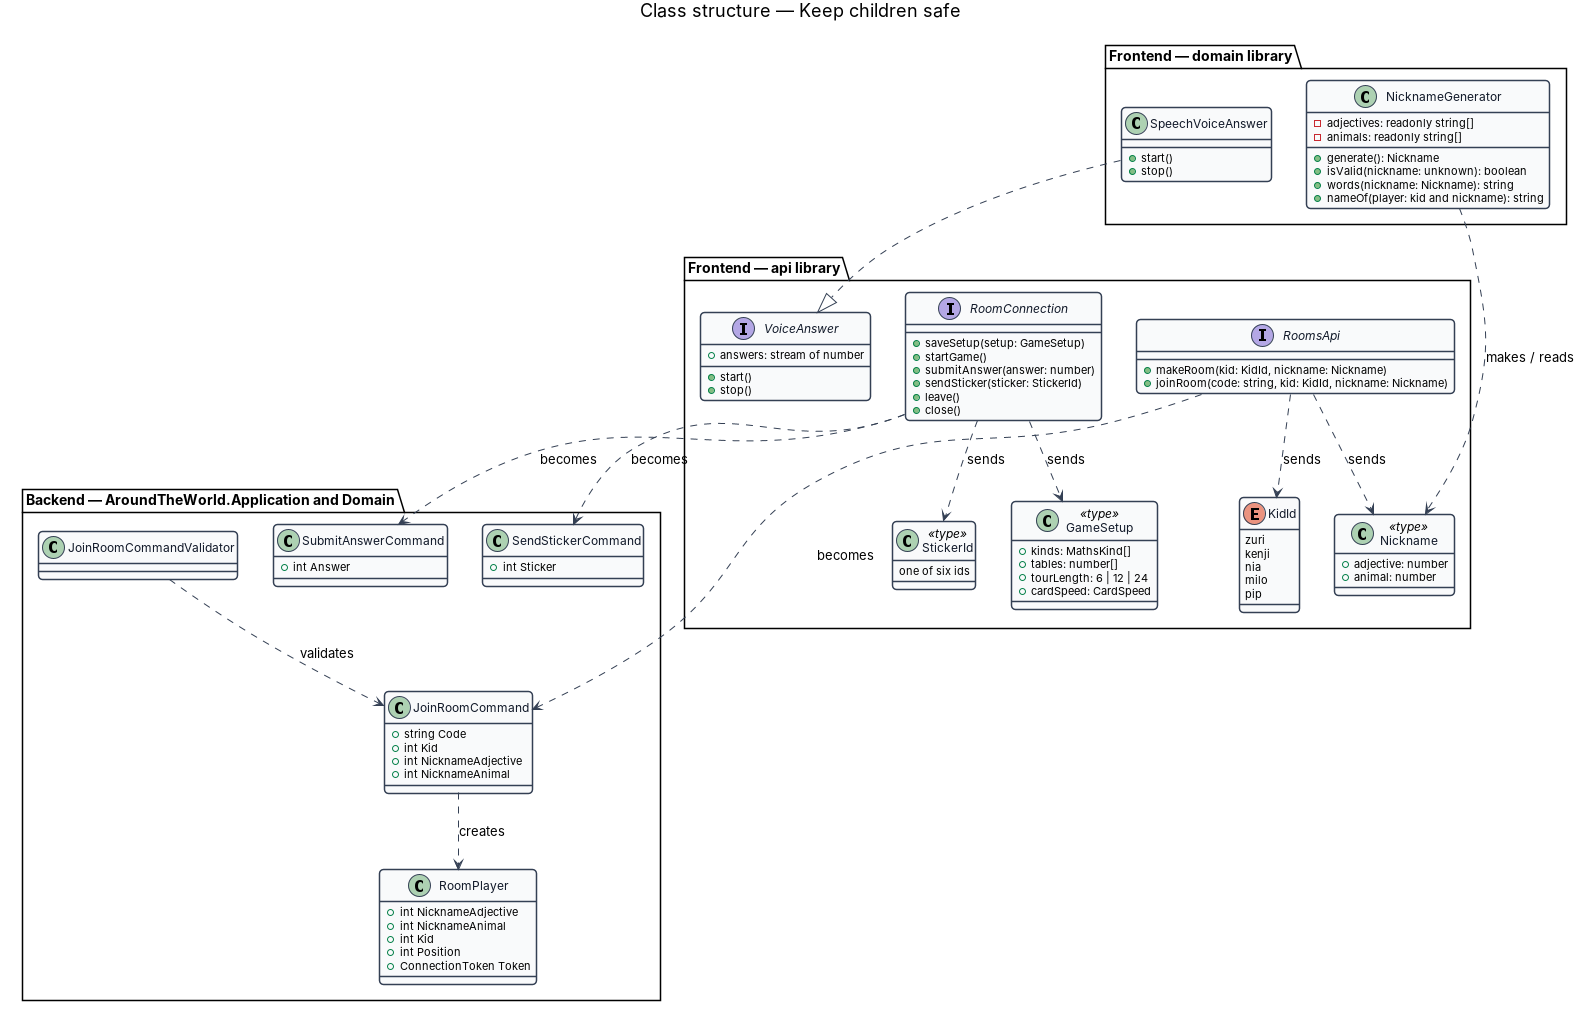 Class structure — Keep children safe
Frontend — domain library
C SpeechVoiceAnswer
start()
stop()
C NicknameGenerator
adjectives: readonly string[]
animals: readonly string[]
generate(): Nickname
isValid(nickname: unknown): boolean
words(nickname: Nickname): string
nameOf(player: kid and nickname): string
Frontend — api library
I VoiceAnswer
answers: stream of number
start()
stop()
I RoomConnection
saveSetup(setup: GameSetup)
startGame()
submitAnswer(answer: number)
sendSticker(sticker: StickerId)
leave()
close()
I RoomsApi
makeRoom(kid: KidId, nickname: Nickname)
joinRoom(code: string, kid: KidId, nickname: Nickname)
makes / reads
becomes
becomes
sends
sends
sends
sends
becomes
C «type»
StickerId
one of six ids
C «type»
GameSetup
kinds: MathsKind[]
tables: number[]
tourLength: 6 | 12 | 24
cardSpeed: CardSpeed
E KidId
zuri
kenji
nia
milo
pip
C «type»
Nickname
adjective: number
animal: number
Backend — AroundTheWorld.Application and Domain
C JoinRoomCommandValidator
C SubmitAnswerCommand
int Answer
C SendStickerCommand
int Sticker
validates
C JoinRoomCommand
string Code
int Kid
int NicknameAdjective
int NicknameAnimal
creates
C RoomPlayer
int NicknameAdjective
int NicknameAnimal
int Kid
int Position
ConnectionToken Token